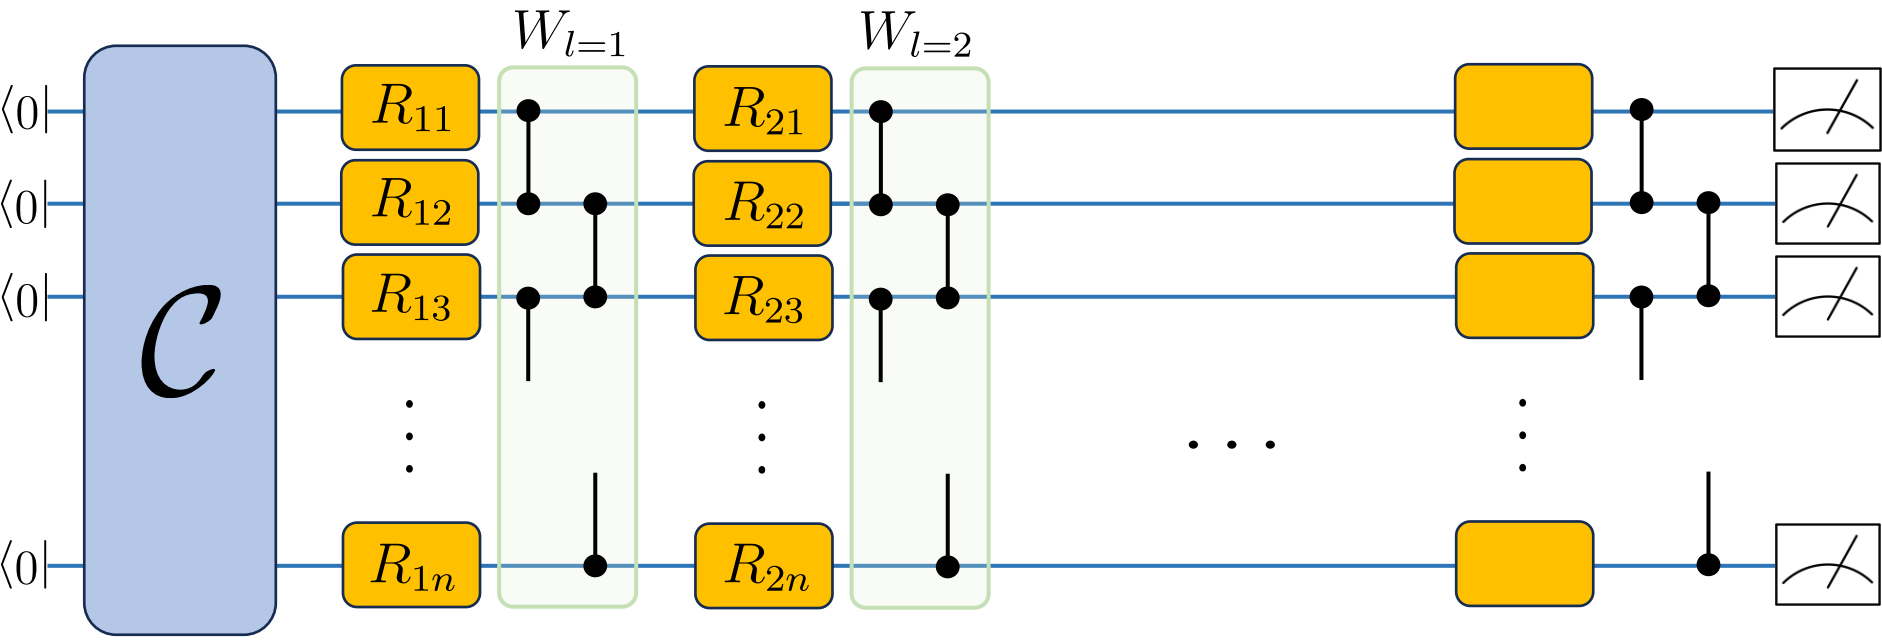 W_{l=1} W_{l=2}
⟨0| R_{11} R_{21}
⟨0| R_{12} R_{22}
⟨0| R_{13} R_{23}
𝒞
⋮ ⋮ ⋯ ⋮
⟨0| R_{1n} R_{2n}